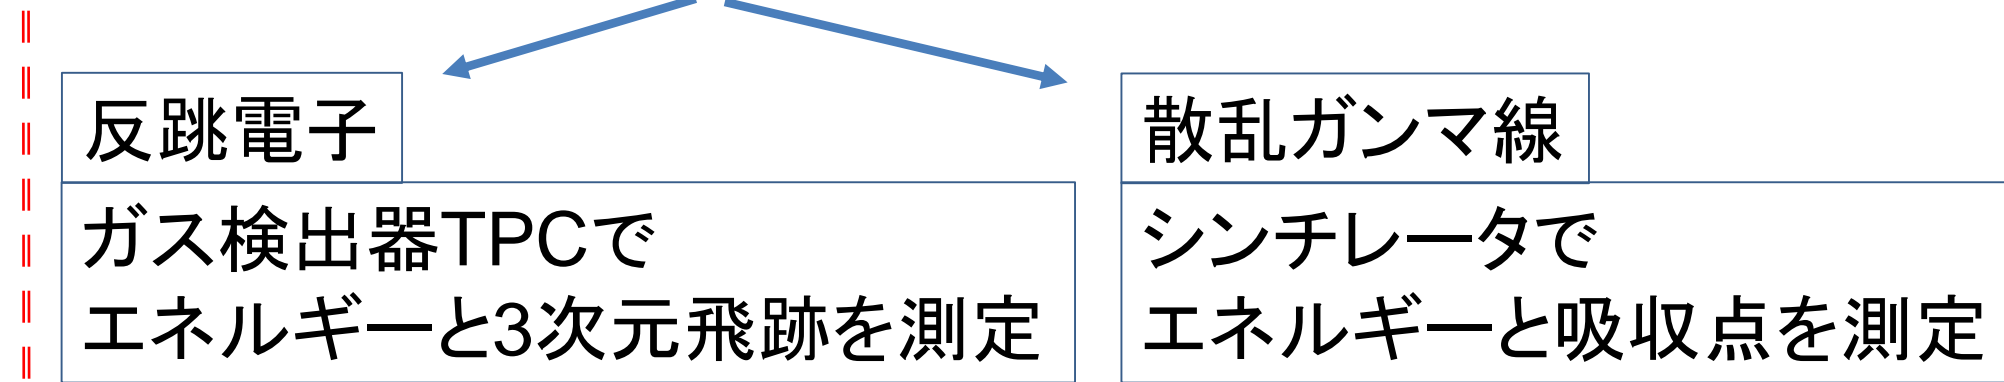 反跳電子
ガス検出器TPCで
エネルギーと3次元飛跡を測定
散乱ガンマ線
シンチレータで
エネルギーと吸収点を測定